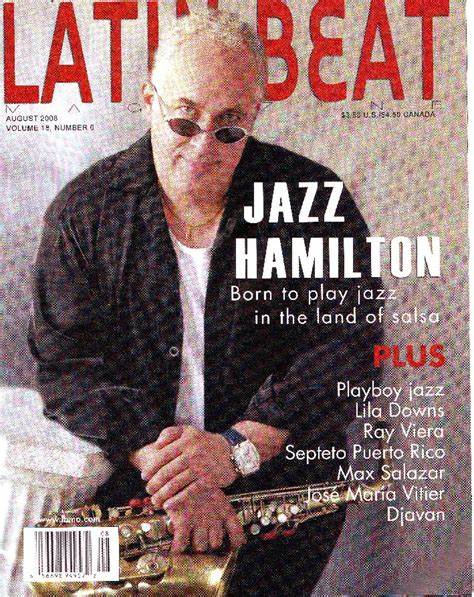 LATIN BEAT
MAGAZINE
AUGUST 2008
VOLUME 18, NUMBER 6
$3.50 U.S./$4.50 CANADA
JAZZ
HAMILTON
Born to play jazz
in the land of salsa
PLUS
Playboy jazz
Lila Downs
Ray Viera
Septeto Puerto Rico
Max Salazar
José María Vitier
Djavan
08